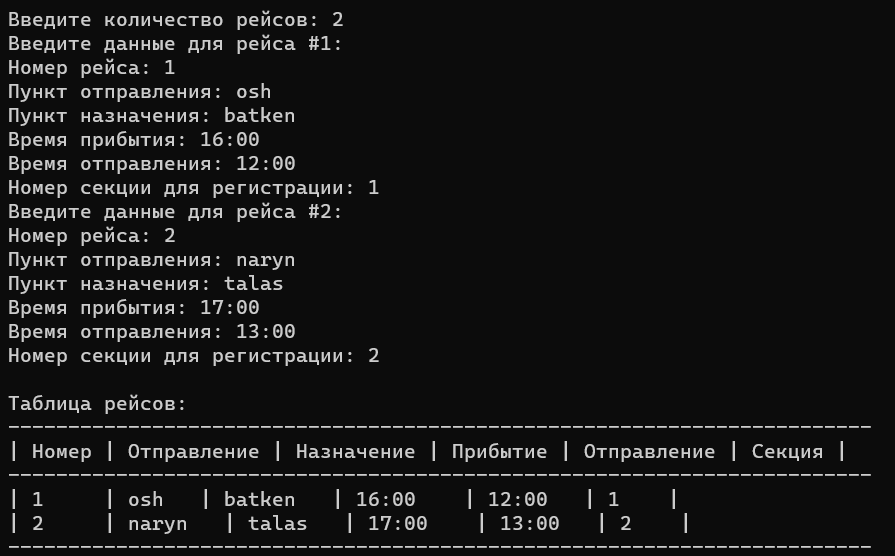 Введите количество рейсов: 2
Введите данные для рейса #1:
Номер рейса: 1
Пункт отправления: osh
Пункт назначения: batken
Время прибытия: 16:00
Время отправления: 12:00
Номер секции для регистрации: 1
Введите данные для рейса #2:
Номер рейса: 2
Пункт отправления: naryn
Пункт назначения: talas
Время прибытия: 17:00
Время отправления: 13:00
Номер секции для регистрации: 2

Таблица рейсов:
------------------------------------------------------------------------
| Номер | Отправление | Назначение | Прибытие | Отправление | Секция |
------------------------------------------------------------------------
| 1     | osh   | batken   | 16:00    | 12:00   | 1    |
| 2     | naryn   | talas   | 17:00    | 13:00   | 2    |
------------------------------------------------------------------------